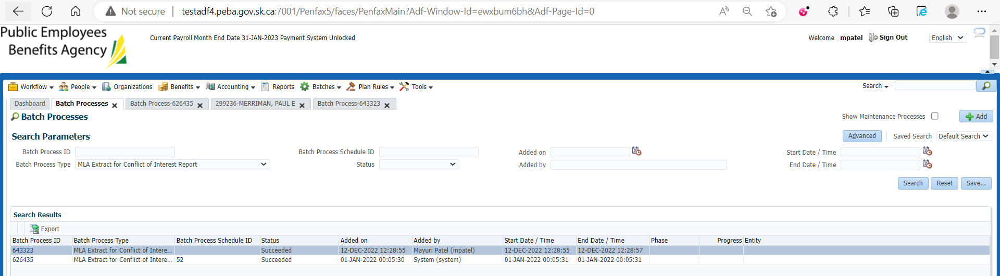 Not secure | testadf4.peba.gov.sk.ca:7001/Penfax5/faces/PenfaxMain?Adf-Window-Id=ewxbum6bh&Adf-Page-Id=0
Public Employees
Benefits Agency
Current Payroll Month End Date 31-JAN-2023 Payment System Unlocked
Welcome mpatel Sign Out English
Workflow People Organizations Benefits Accounting Reports Batches Plan Rules Tools Search
Dashboard Batch Processes Batch Process-626435 299236-MERRIMAN, PAUL E Batch Process-643323
Batch Processes Show Maintenance Processes Add
Search Parameters Advanced Saved Search Default Search
Batch Process ID Batch Process Schedule ID Added on Start Date / Time
Batch Process Type MLA Extract for Conflict of Interest Report Status Added by End Date / Time
Search Reset Save...
Search Results
Export
Batch Process ID Batch Process Type Batch Process Schedule ID Status Added on Added by Start Date / Time End Date / Time Phase Progress Entity
643323 MLA Extract for Conflict of Intere... Succeeded 12-DEC-2022 12:28:55 Mayuri Patel (mpatel) 12-DEC-2022 12:28:55 12-DEC-2022 12:28:57
626435 MLA Extract for Conflict of Intere... 52 Succeeded 01-JAN-2022 00:05:30 System (system) 01-JAN-2022 00:05:31 01-JAN-2022 00:05:31